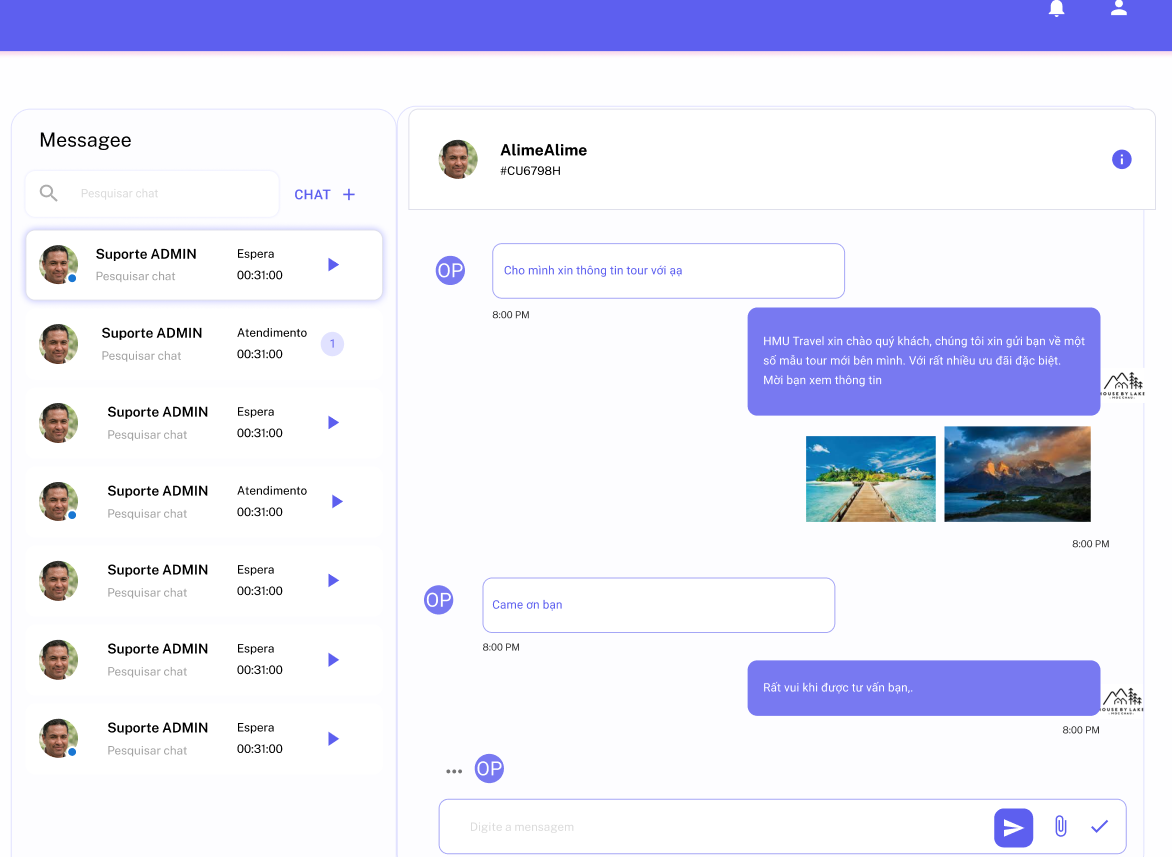 Messagee
Pesquisar chat
CHAT +
Suporte ADMIN
Pesquisar chat
Espera
00:31:00
Suporte ADMIN
Pesquisar chat
Atendimento
00:31:00
1
Suporte ADMIN
Pesquisar chat
Espera
00:31:00
Suporte ADMIN
Pesquisar chat
Atendimento
00:31:00
Suporte ADMIN
Pesquisar chat
Espera
00:31:00
Suporte ADMIN
Pesquisar chat
Espera
00:31:00
Suporte ADMIN
Pesquisar chat
Espera
00:31:00
AlimeAlime
#CU6798H
OP
Cho mình xin thông tin tour với ạạ
8:00 PM
HMU Travel xin chào quý khách, chúng tôi xin gửi bạn về một
số mẫu tour mới bên mình. Với rất nhiều ưu đãi đặc biệt.
Mời bạn xem thông tin
HOUSE BY LAKE
8:00 PM
OP
Came ơn bạn
8:00 PM
Rất vui khi được tư vấn bạn,.
HOUSE BY LAKE
8:00 PM
... OP
Digite a mensagem